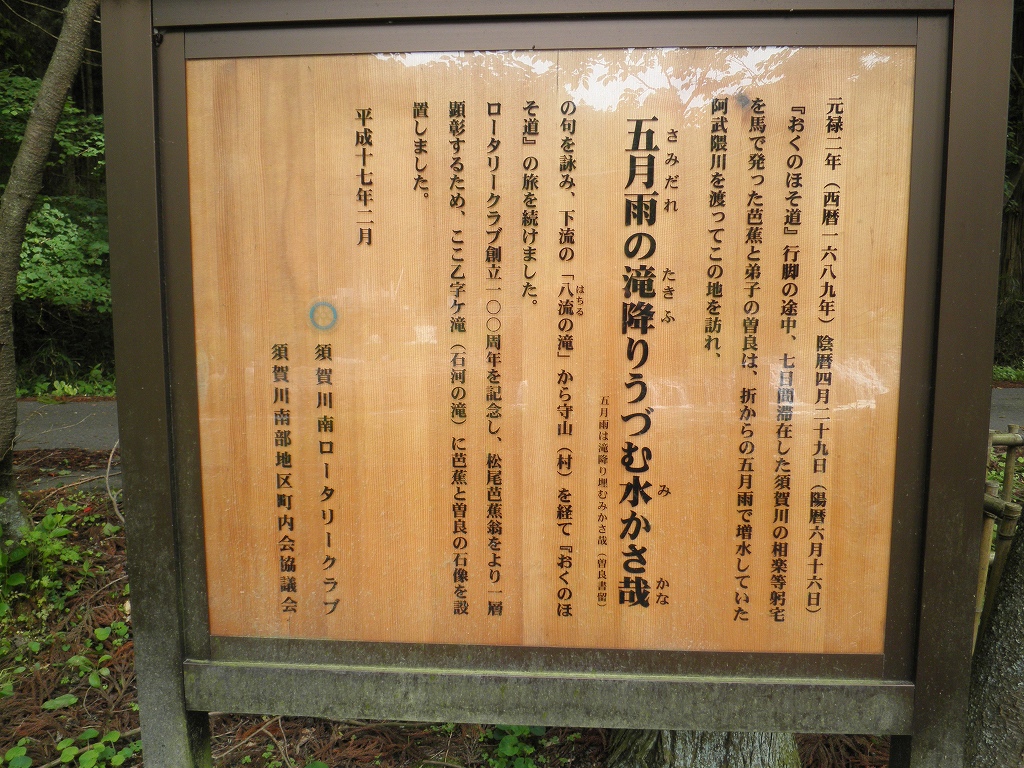 元禄二年（西暦一六八九年）陰暦四月二十九日（陽暦六月十六日）
『おくのほそ道』行脚の途中、七日間滞在した須賀川の相楽等躬宅
を馬で発った芭蕉と弟子の曽良は、折からの五月雨で増水していた
阿武隈川を渡ってこの地を訪れ、
さみだれ たきふ み かな
五月雨の滝降りうづむ水かさ哉
五月雨は滝降り埋むみかさ哉（曽良書留）
はちる
の句を詠み、下流の「八流の滝」から守山（村）を経て『おくのほ
そ道』の旅を続けました。
ロータリークラブ創立一〇〇周年を記念し、松尾芭蕉翁をより一層
顕彰するため、ここ乙字ケ滝（石河の滝）に芭蕉と曽良の石像を設
置しました。
平成十七年二月
須賀川南ロータリークラブ
須賀川南部地区町内会協議会